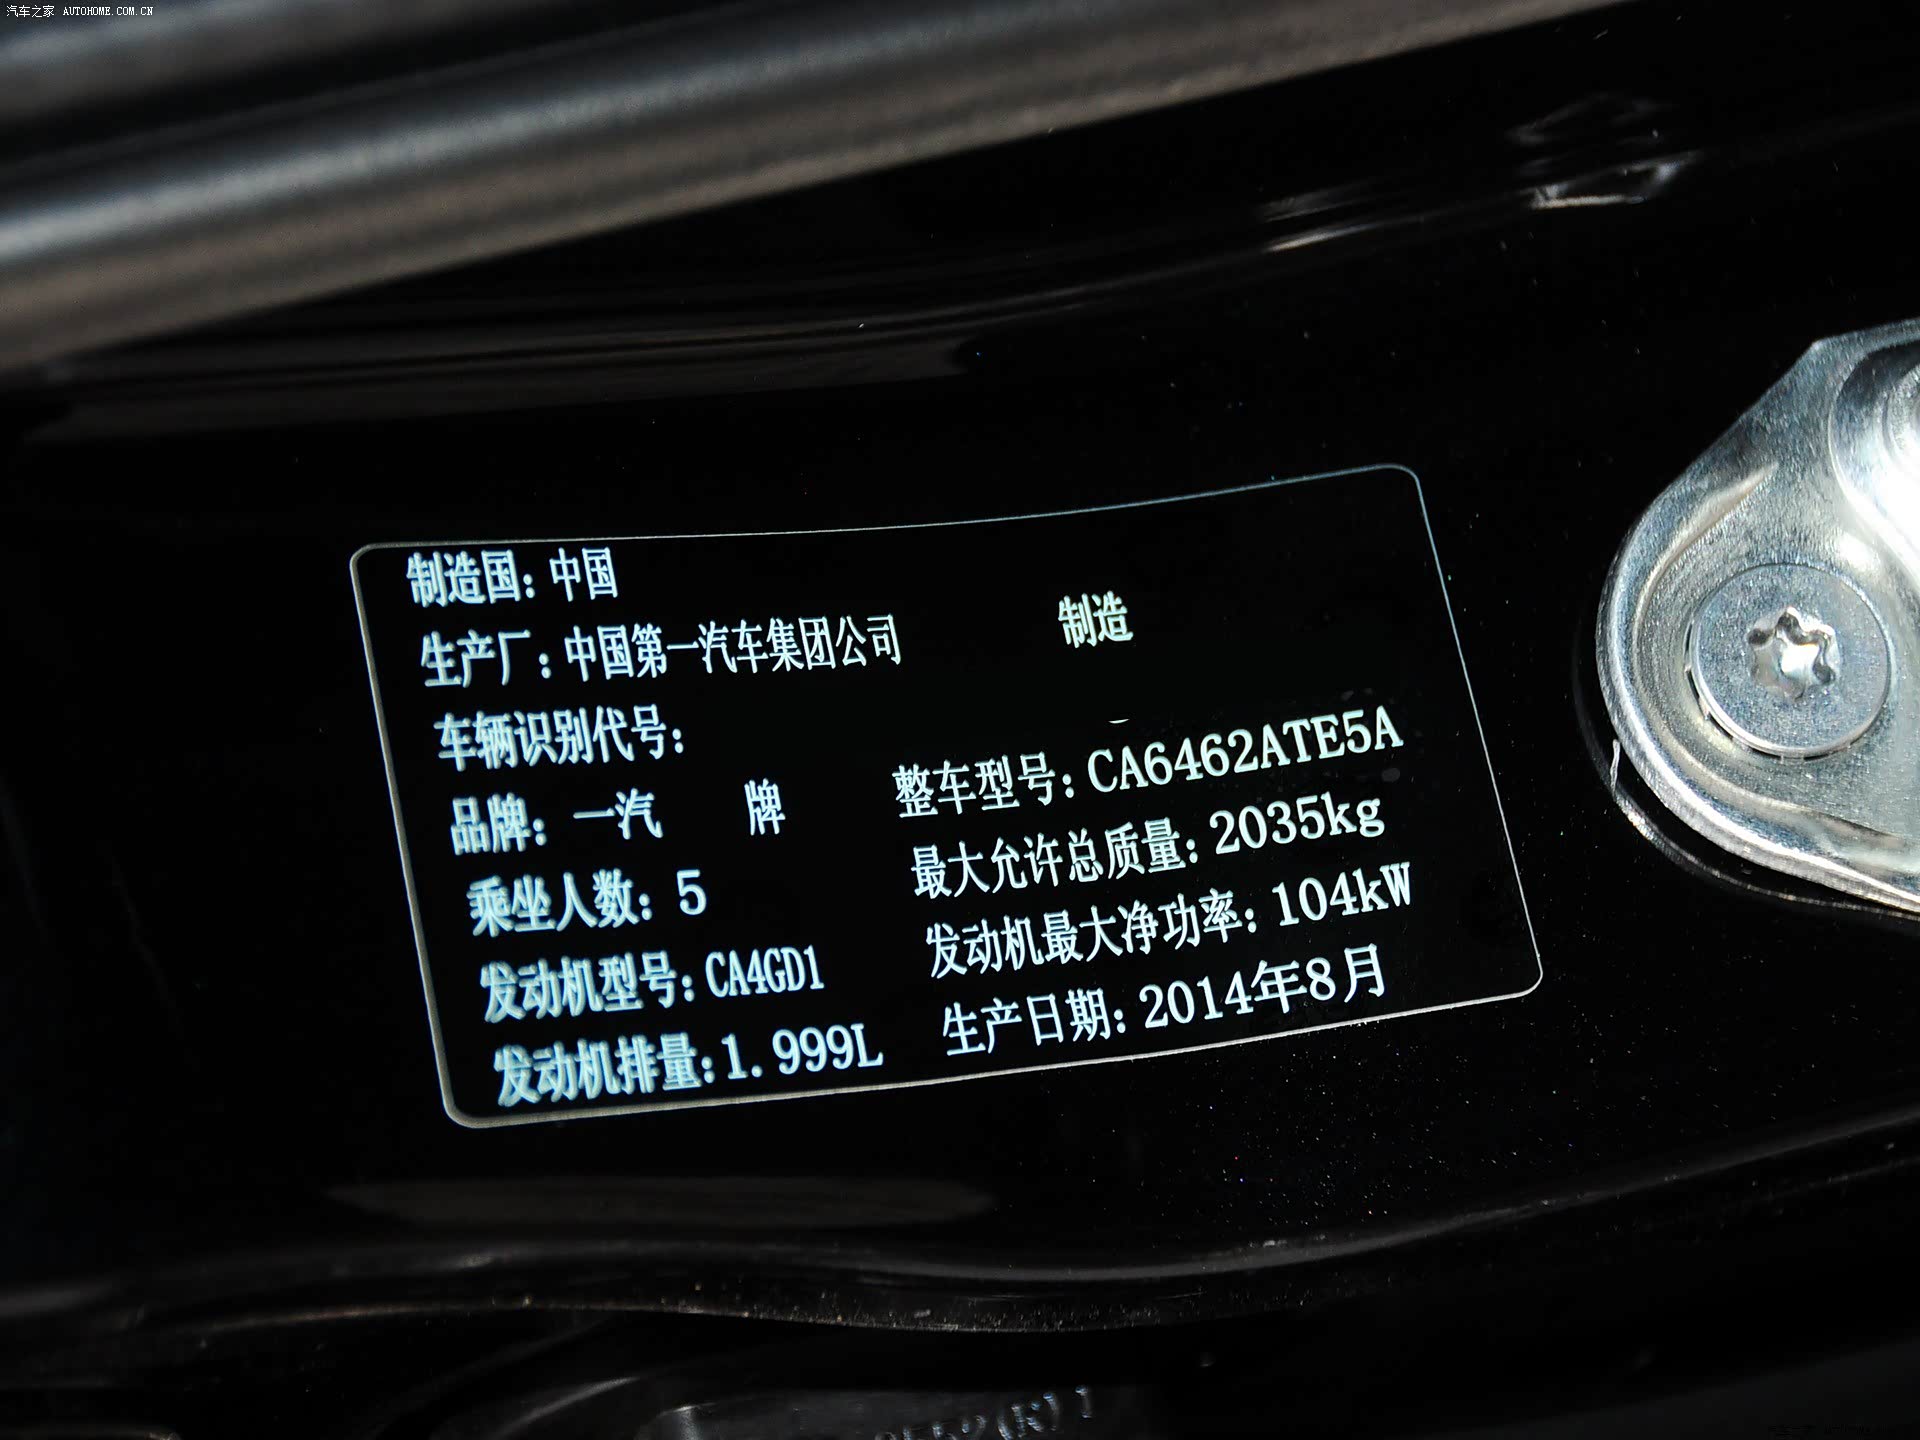 汽车之家 AUTOHOME.COM.CN
制造国：中国
生产厂：中国第一汽车集团公司 制造
车辆识别代号：
品牌：一汽 牌 整车型号：CA6462ATE5A
乘坐人数：5 最大允许总质量：2035kg
发动机型号：CA4GD1 发动机最大净功率：104kW
发动机排量：1.999L 生产日期：2014年8月